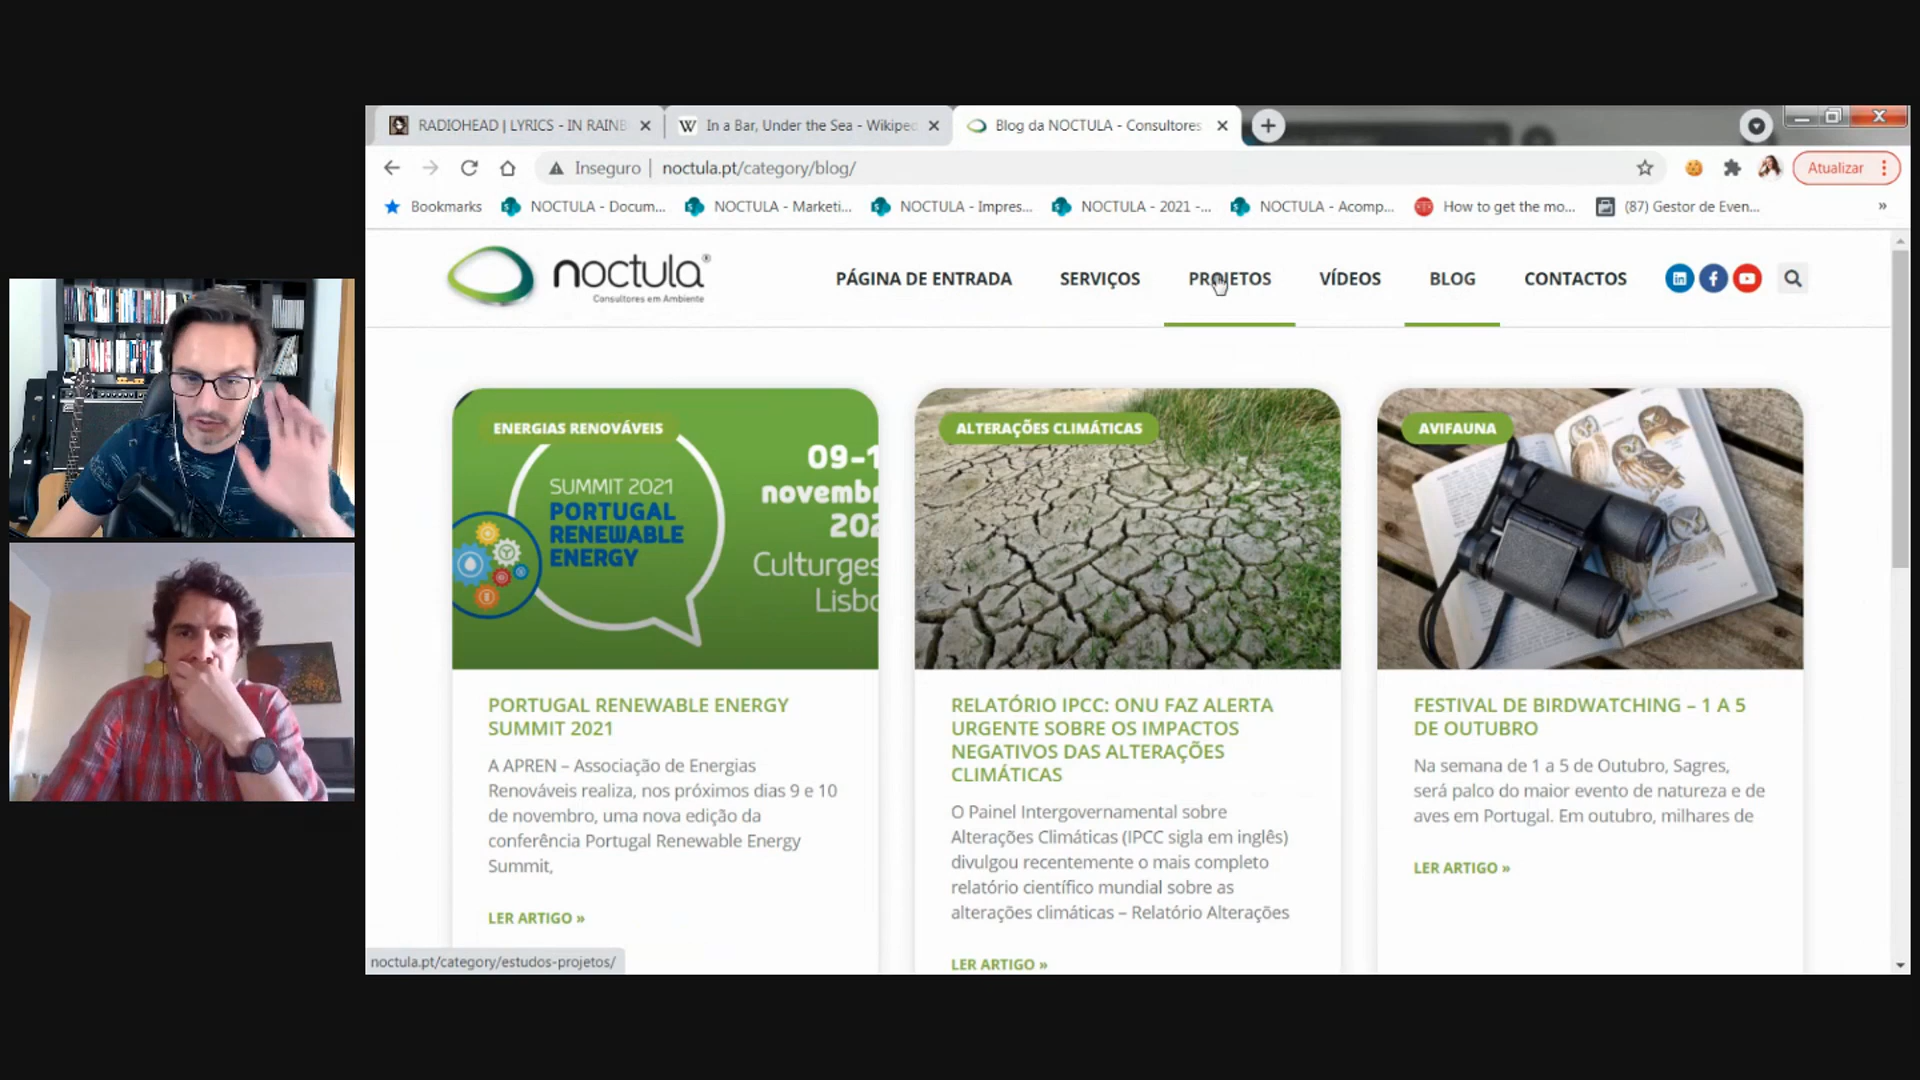 RADIOHEAD | LYRICS - IN RAINB
In a Bar, Under the Sea - Wikipec
Blog da NOCTULA - Consultores
Inseguro | noctula.pt/category/blog/
Atualizar
Bookmarks
NOCTULA - Docum...
NOCTULA - Marketi...
NOCTULA - Impres...
NOCTULA - 2021 -...
NOCTULA - Acomp...
How to get the mo...
(87) Gestor de Even...
noctula®
Consultores em Ambiente
PÁGINA DE ENTRADA
SERVIÇOS
PROJETOS
VÍDEOS
BLOG
CONTACTOS
ENERGIAS RENOVÁVEIS
SUMMIT 2021
PORTUGAL
RENEWABLE
ENERGY
09-1
novembr
202
Culturges
Lisbo
PORTUGAL RENEWABLE ENERGY
SUMMIT 2021
A APREN – Associação de Energias
Renováveis realiza, nos próximos dias 9 e 10
de novembro, uma nova edição da
conferência Portugal Renewable Energy
Summit,
LER ARTIGO »
ALTERAÇÕES CLIMÁTICAS
RELATÓRIO IPCC: ONU FAZ ALERTA
URGENTE SOBRE OS IMPACTOS
NEGATIVOS DAS ALTERAÇÕES
CLIMÁTICAS
O Painel Intergovernamental sobre
Alterações Climáticas (IPCC sigla em inglês)
divulgou recentemente o mais completo
relatório científico mundial sobre as
alterações climáticas – Relatório Alterações
LER ARTIGO »
AVIFAUNA
FESTIVAL DE BIRDWATCHING – 1 A 5
DE OUTUBRO
Na semana de 1 a 5 de Outubro, Sagres,
será palco do maior evento de natureza e de
aves em Portugal. Em outubro, milhares de
LER ARTIGO »
noctula.pt/category/estudos-projetos/